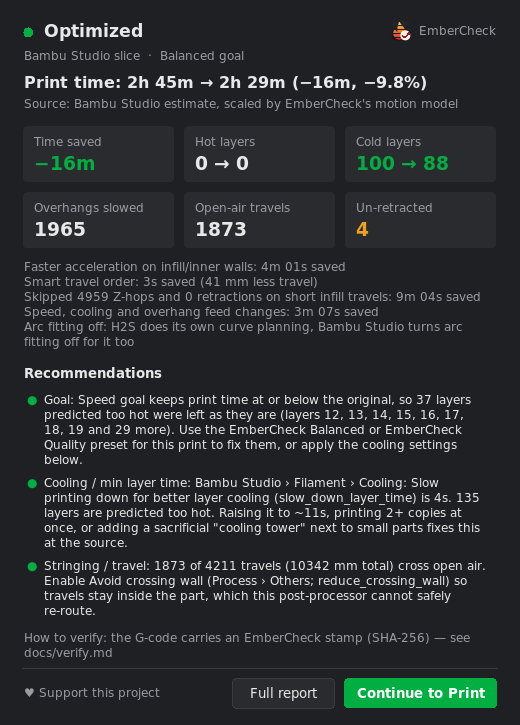 Optimized
EmberCheck
Bambu Studio slice · Balanced goal
Print time: 2h 45m → 2h 29m (−16m, −9.8%)
Source: Bambu Studio estimate, scaled by EmberCheck's motion model
Time saved
−16m
Hot layers
0 → 0
Cold layers
100 → 88
Overhangs slowed
1965
Open-air travels
1873
Un-retracted
4
Faster acceleration on infill/inner walls: 4m 01s saved
Smart travel order: 3s saved (41 mm less travel)
Skipped 4959 Z-hops and 0 retractions on short infill travels: 9m 04s saved
Speed, cooling and overhang feed changes: 3m 07s saved
Arc fitting off: H2S does its own curve planning, Bambu Studio turns arc
fitting off for it too
Recommendations
Goal: Speed goal keeps print time at or below the original, so 37 layers
predicted too hot were left as they are (layers 12, 13, 14, 15, 16, 17,
18, 19 and 29 more). Use the EmberCheck Balanced or EmberCheck
Quality preset for this print to fix them, or apply the cooling settings
below.
Cooling / min layer time: Bambu Studio › Filament › Cooling: Slow
printing down for better layer cooling (slow_down_layer_time) is 4s. 135
layers are predicted too hot. Raising it to ~11s, printing 2+ copies at
once, or adding a sacrificial "cooling tower" next to small parts fixes this
at the source.
Stringing / travel: 1873 of 4211 travels (10342 mm total) cross open air.
Enable Avoid crossing wall (Process › Others; reduce_crossing_wall) so
travels stay inside the part, which this post-processor cannot safely
re-route.
How to verify: the G-code carries an EmberCheck stamp (SHA-256) — see
docs/verify.md
♥ Support this project
Full report
Continue to Print